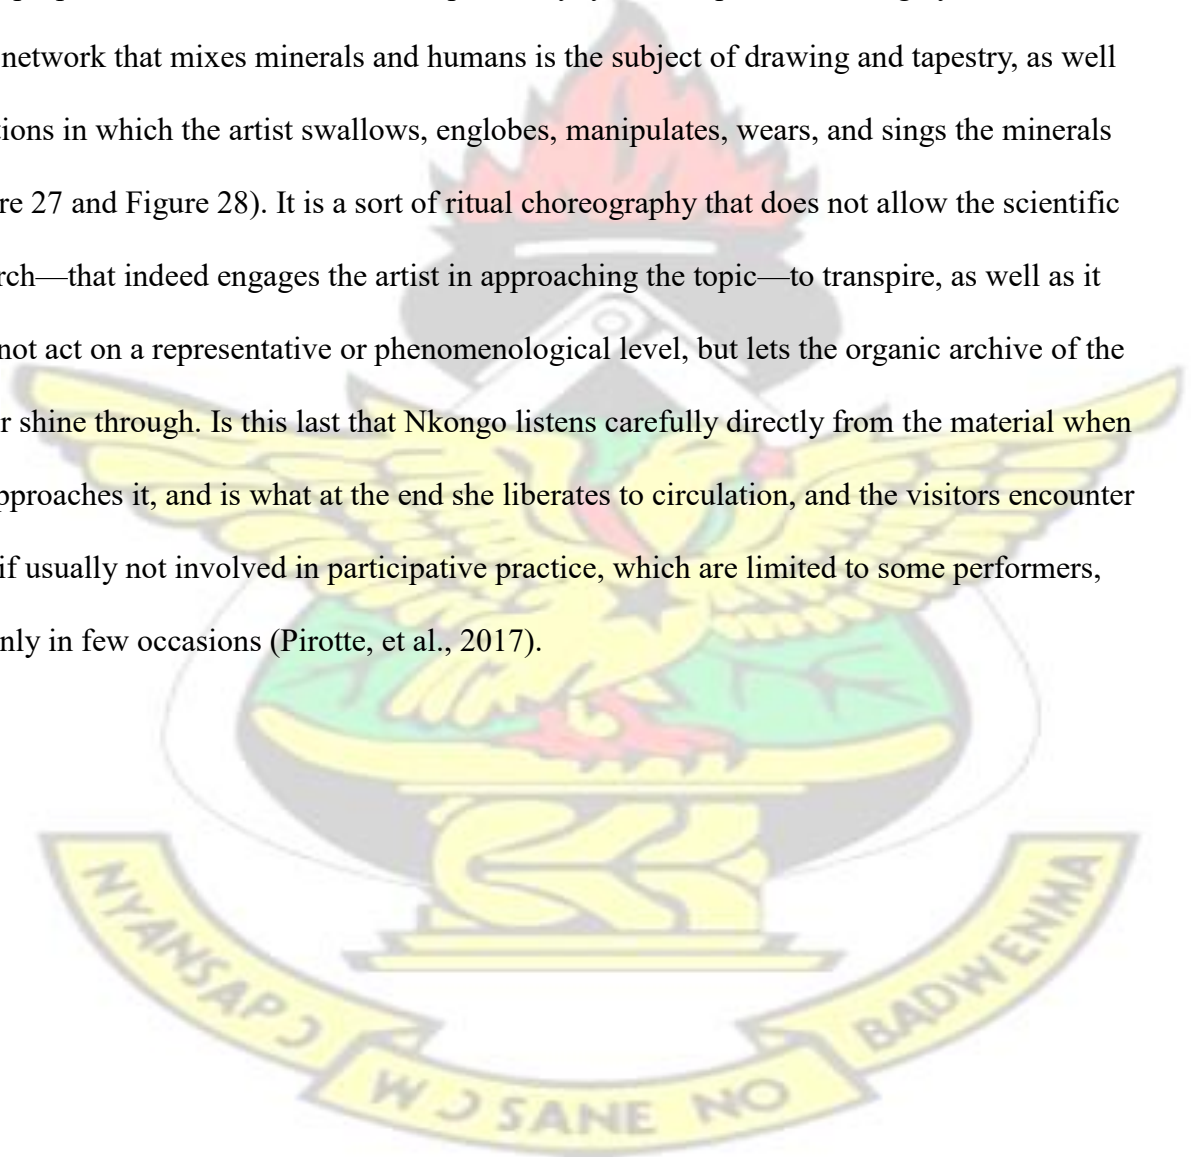 network that mixes minerals and humans is the subject of drawing and tapestry, as well
tions in which the artist swallows, englobes, manipulates, wears, and sings the minerals
re 27 and Figure 28). It is a sort of ritual choreography that does not allow the scientific
rch—that indeed engages the artist in approaching the topic—to transpire, as well as it
not act on a representative or phenomenological level, but lets the organic archive of the
r shine through. Is this last that Nkongo listens carefully directly from the material when
pproaches it, and is what at the end she liberates to circulation, and the visitors encounter
if usually not involved in participative practice, which are limited to some performers,
nly in few occasions (Pirotte, et al., 2017).
NYANSAPƆ
WƆSANE NO
BADWENMA